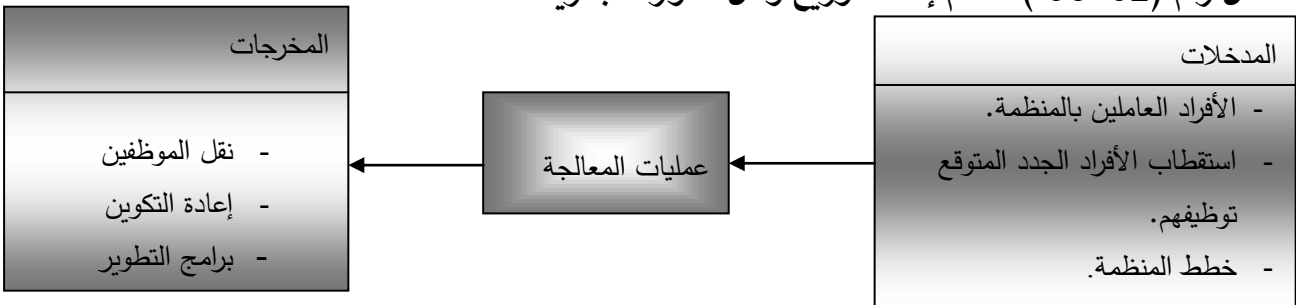 المدخلات
- الأفراد العاملين بالمنظمة.
- استقطاب الأفراد الجدد المتوقع
توظيفهم.
- خطط المنظمة.
عمليات المعالجة
المخرجات
- نقل الموظفين
- إعادة التكوين
- برامج التطوير